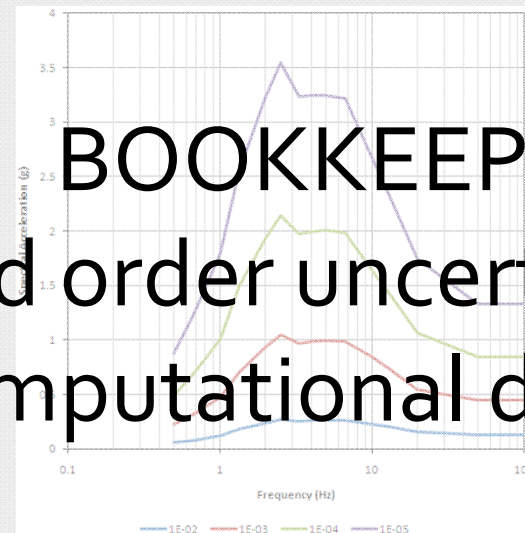 4
3.5
3
BOOKKEEP
2.5
Spectral Acceleration (g)
2
d order uncert
1.5
1
mputational d
0
0.1 1 10
Frequency (Hz)
1E-02 1E-03 1E-04 1E-05